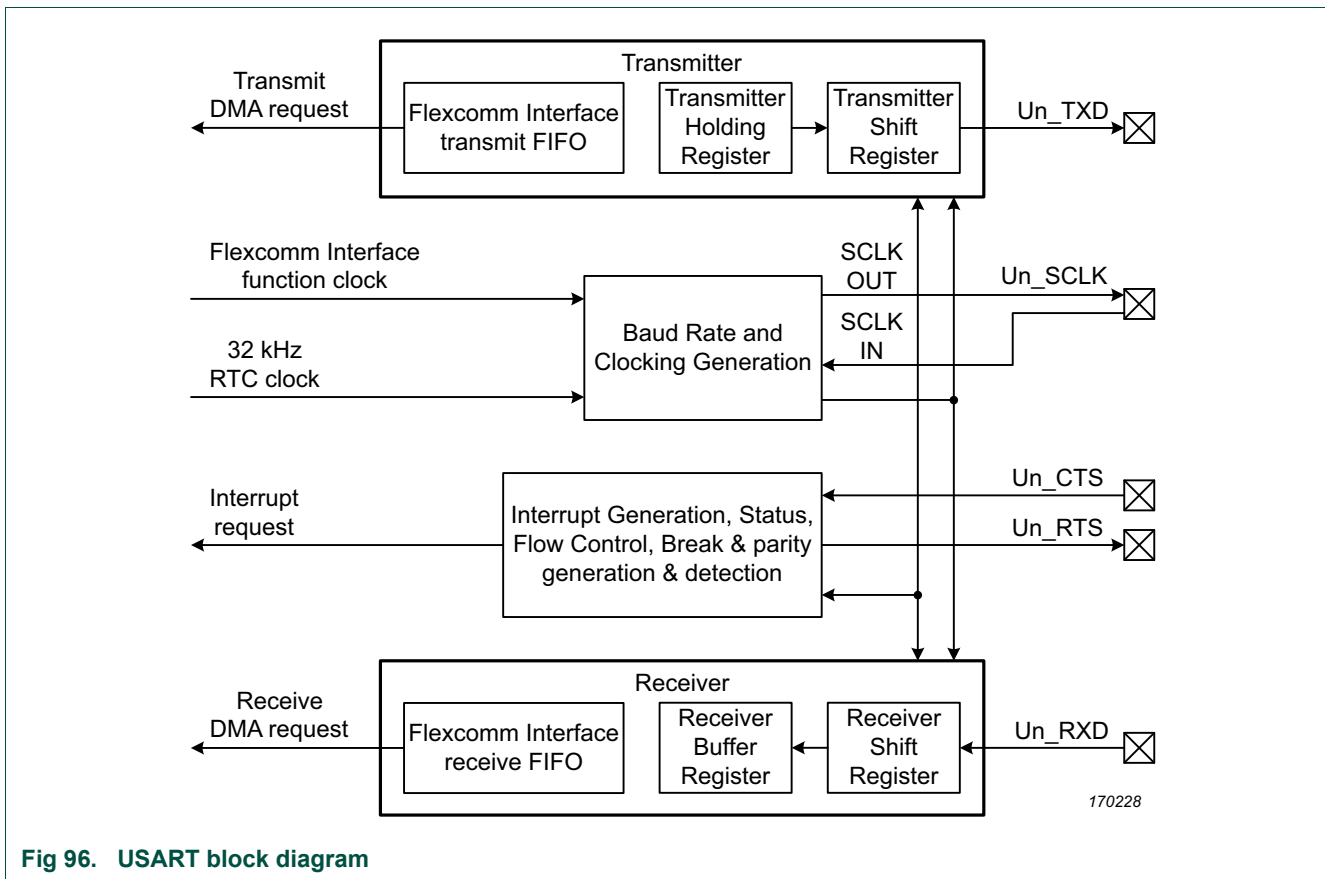 Transmitter
Transmit
DMA request
Flexcomm Interface
transmit FIFO
Transmitter
Holding
Register
Transmitter
Shift
Register
Un_TXD
Flexcomm Interface
function clock
32 kHz
RTC clock
Baud Rate and
Clocking Generation
SCLK
OUT
SCLK
IN
Un_SCLK
Interrupt
request
Interrupt Generation, Status,
Flow Control, Break & parity
generation & detection
Un_CTS
Un_RTS
Receiver
Receive
DMA request
Flexcomm Interface
receive FIFO
Receiver
Buffer
Register
Receiver
Shift
Register
Un_RXD
170228
Fig 96. USART block diagram